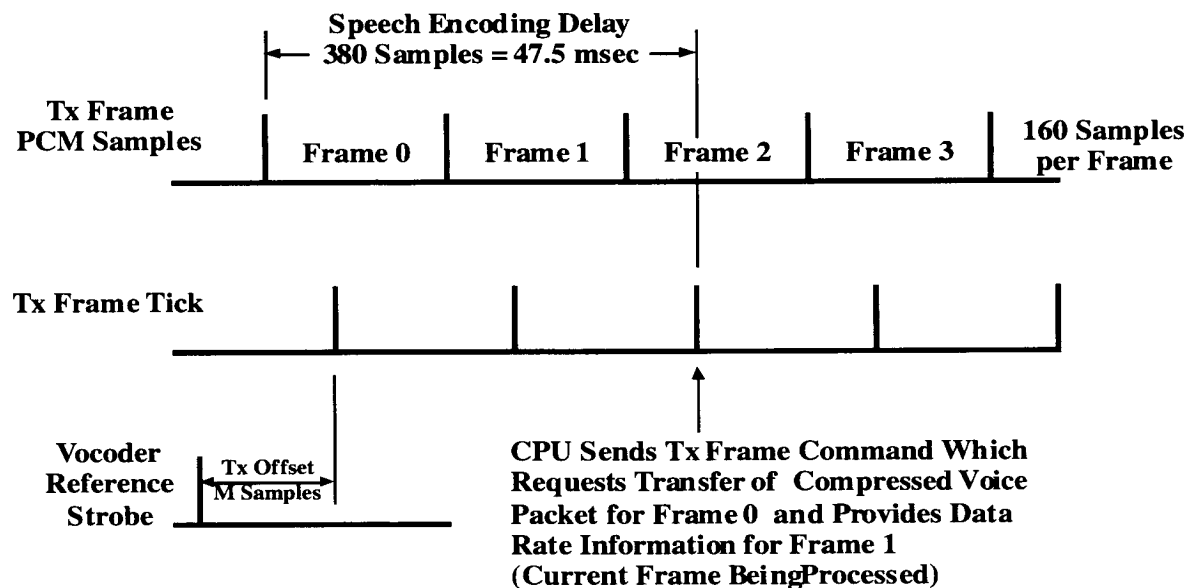 Speech Encoding Delay
380 Samples = 47.5 msec
Tx Frame
PCM Samples
Frame 0
Frame 1
Frame 2
Frame 3
160 Samples
per Frame
Tx Frame Tick
Vocoder
Reference
Strobe
Tx Offset
M Samples
CPU Sends Tx Frame Command Which
Requests Transfer of Compressed Voice
Packet for Frame 0 and Provides Data
Rate Information for Frame 1
(Current Frame BeingProcessed)